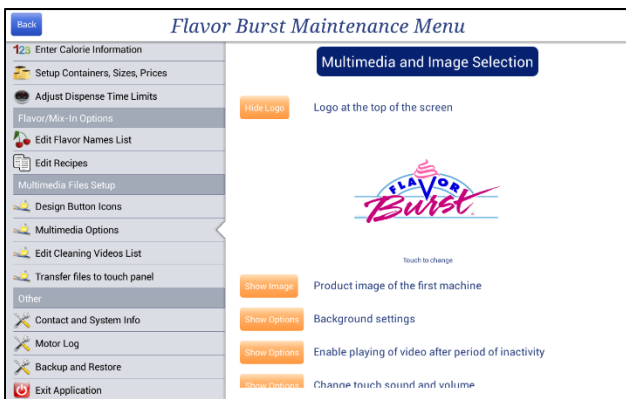 Back
Flavor Burst Maintenance Menu
123 Enter Calorie Information
Setup Containers, Sizes, Prices
Adjust Dispense Time Limits
Flavor/Mix-In Options
Edit Flavor Names List
Edit Recipes
Multimedia Files Setup
Design Button Icons
Multimedia Options
Edit Cleaning Videos List
Transfer files to touch panel
Other
Contact and System Info
Motor Log
Backup and Restore
Exit Application
Multimedia and Image Selection
Hide Logo Logo at the top of the screen
FLAVOR
Burst
Touch to change
Show Image Product image of the first machine
Show Options Background settings
Show Options Enable playing of video after period of inactivity
Show Options Change touch sound and volume